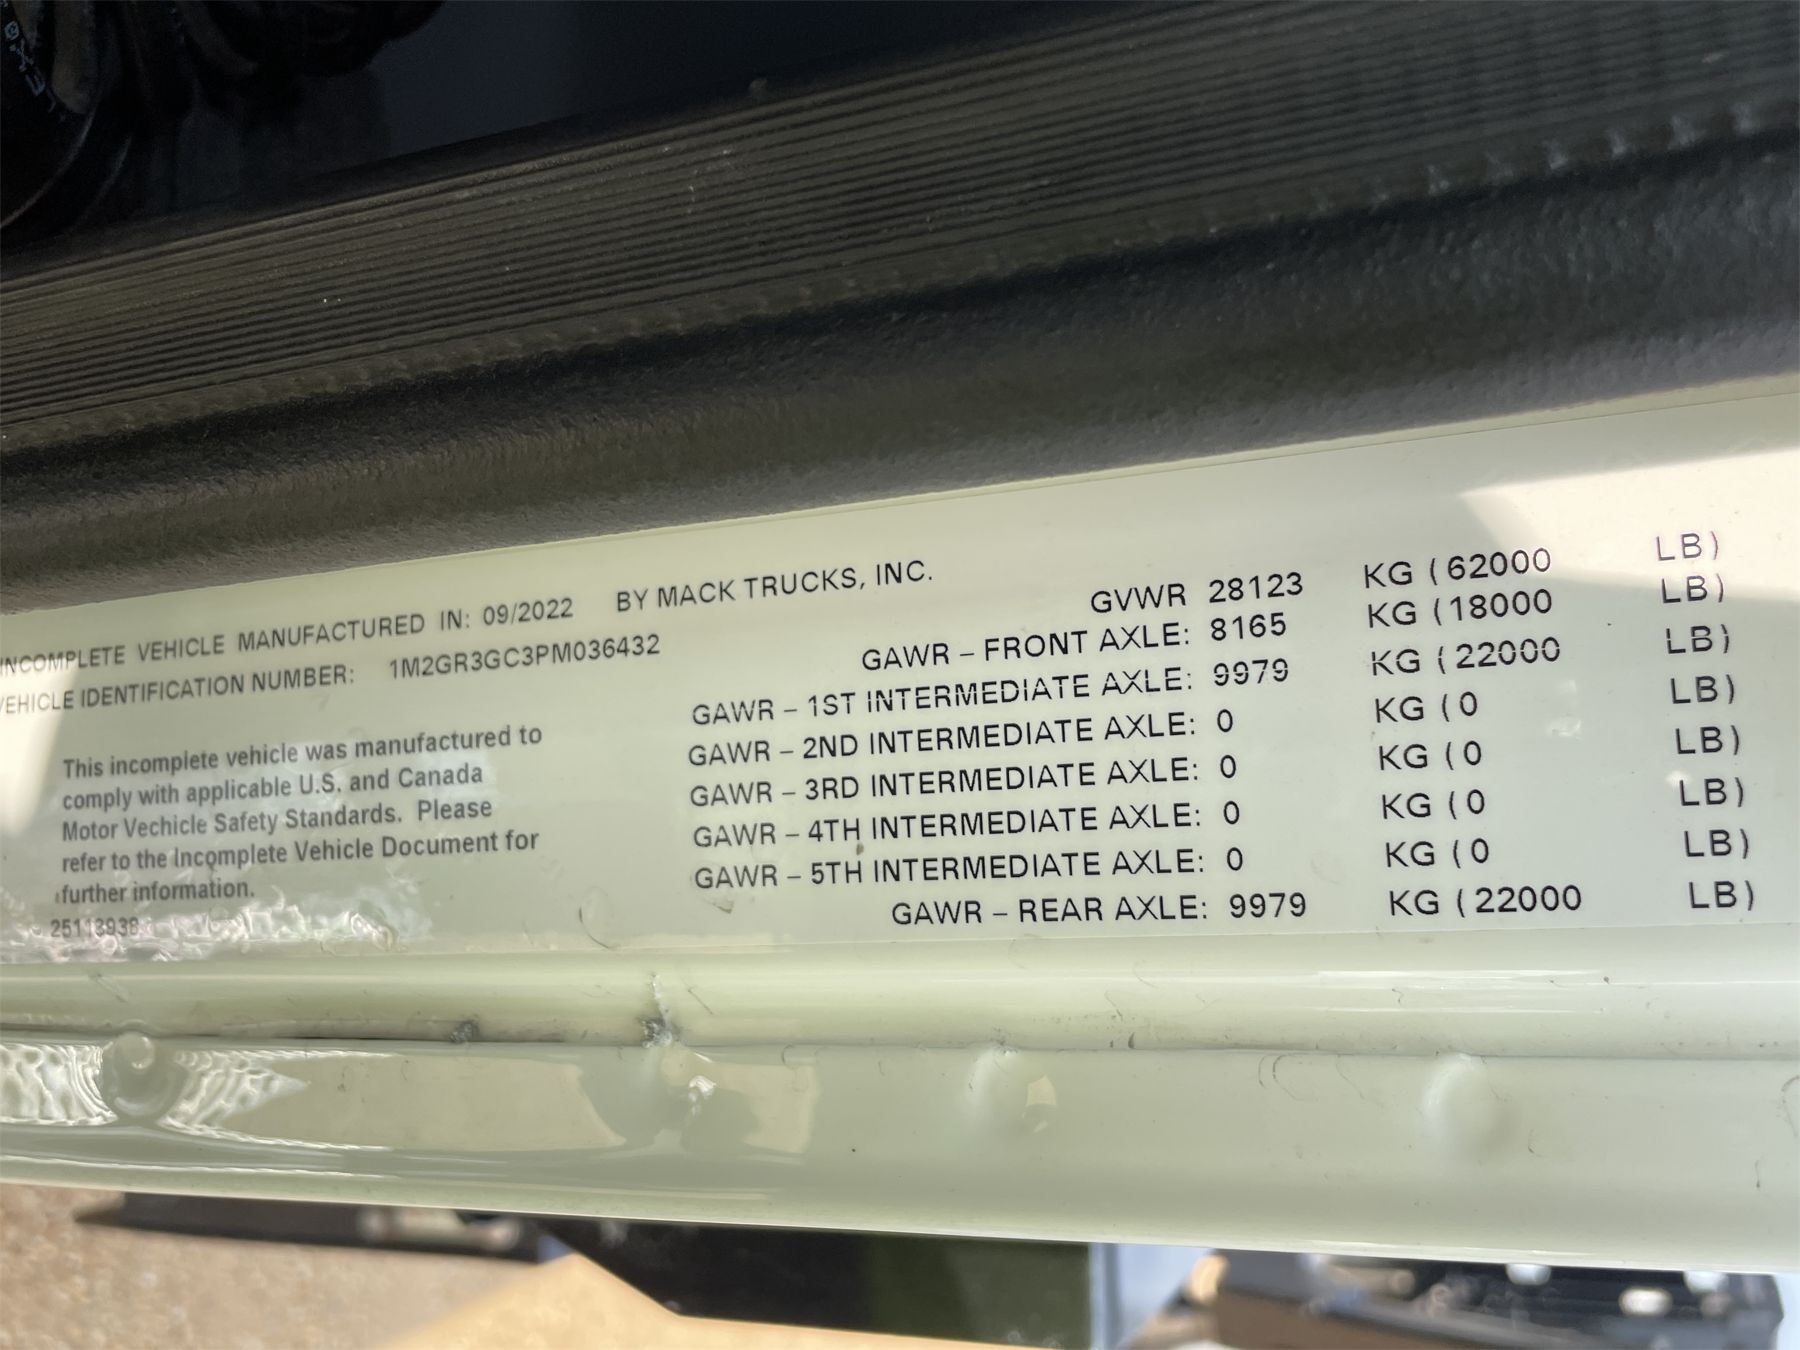 INCOMPLETE VEHICLE MANUFACTURED IN: 09/2022 BY MACK TRUCKS, INC.
VEHICLE IDENTIFICATION NUMBER: 1M2GR3GC3PM036432
This incomplete vehicle was manufactured to
comply with applicable U.S. and Canada
Motor Vechicle Safety Standards. Please
refer to the Incomplete Vehicle Document for
further information.
25113938
GVWR 28123 KG (62000 LB)
GAWR – FRONT AXLE: 8165 KG (18000 LB)
GAWR – 1ST INTERMEDIATE AXLE: 9979 KG (22000 LB)
GAWR – 2ND INTERMEDIATE AXLE: 0 KG (0 LB)
GAWR – 3RD INTERMEDIATE AXLE: 0 KG (0 LB)
GAWR – 4TH INTERMEDIATE AXLE: 0 KG (0 LB)
GAWR – 5TH INTERMEDIATE AXLE: 0 KG (0 LB)
GAWR – REAR AXLE: 9979 KG (22000 LB)